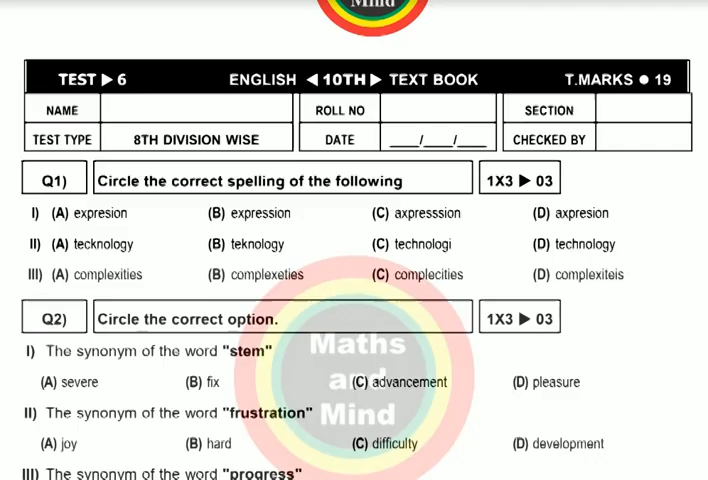 Mind
TEST ▶ 6 ENGLISH ◀ 10TH ▶ TEXT BOOK T.MARKS ● 19
NAME ROLL NO SECTION
TEST TYPE 8TH DIVISION WISE DATE ___/___/___ CHECKED BY
Q1) Circle the correct spelling of the following 1X3 ▶ 03
I) (A) expresion (B) expression (C) axpresssion (D) axpresion
II) (A) tecknology (B) teknology (C) technologi (D) technology
III) (A) complexities (B) complexeties (C) complecities (D) complexiteis
Q2) Circle the correct option. 1X3 ▶ 03
I) The synonym of the word "stem"
Maths
(A) severe (B) fix (C) advancement (D) pleasure
and
II) The synonym of the word "frustration"
Mind
(A) joy (B) hard (C) difficulty (D) development
III) The synonym of the word "progress"